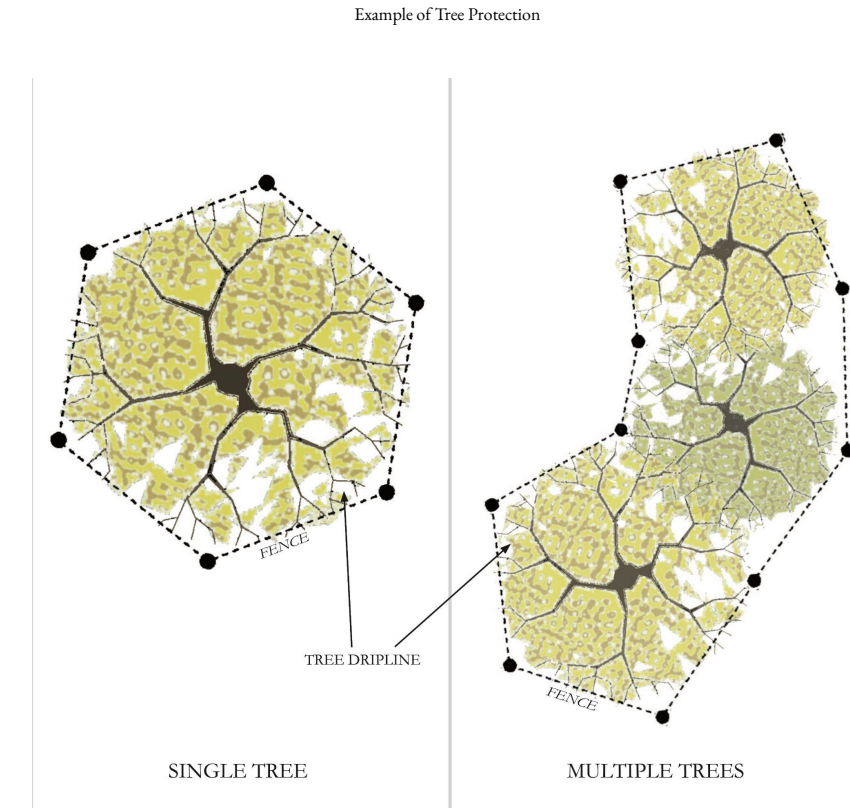 Example of Tree Protection
FENCE
TREE DRIPLINE
FENCE
SINGLE TREE
MULTIPLE TREES